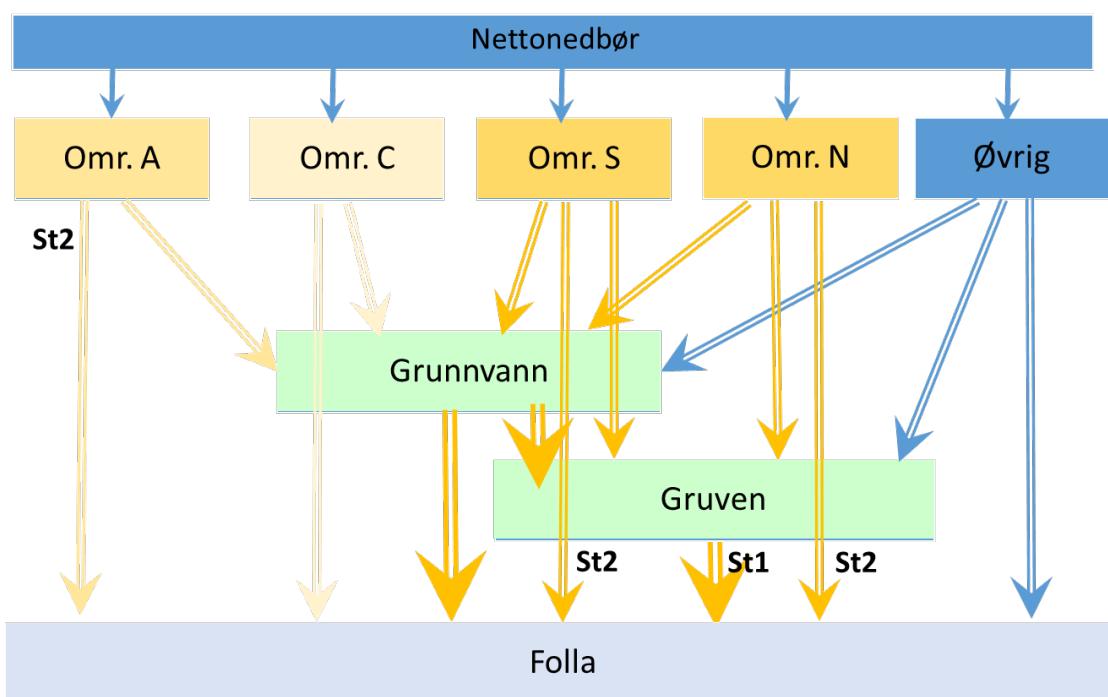 Nettonedbør
Omr. A
Omr. C
Omr. S
Omr. N
Øvrig
St2
Grunnvann
Gruven
St2
St1
St2
Folla